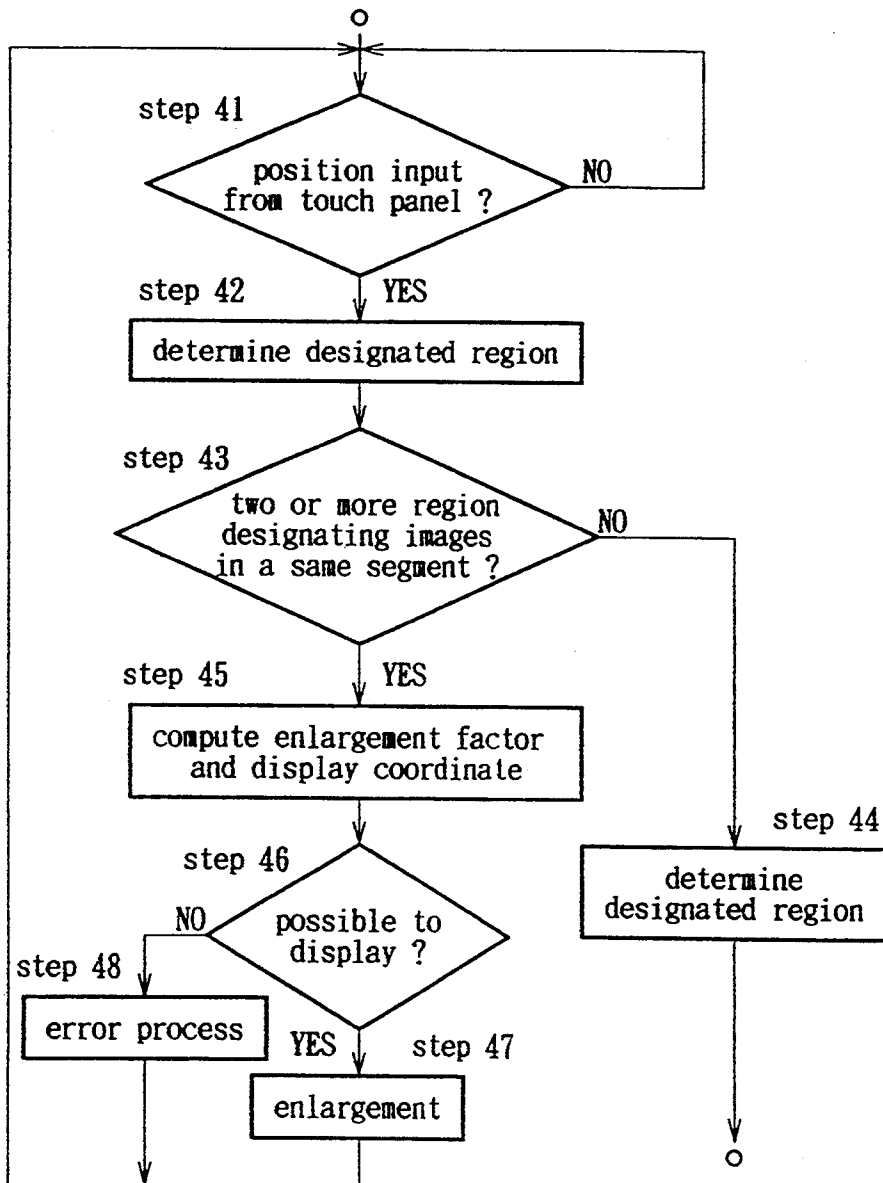 step 41
position input
from touch panel ?
NO
step 42
YES
determine designated region
step 43
two or more region
designating images
in a same segment ?
NO
step 45
YES
compute enlargement factor
and display coordinate
step 44
determine
designated region
step 46
possible to
display ?
NO
step 48
error process
YES
step 47
enlargement